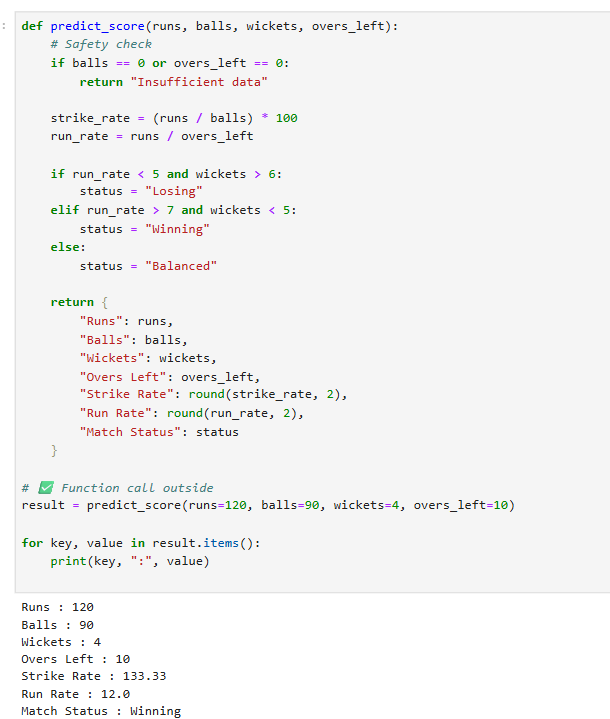 def predict_score(runs, balls, wickets, overs_left):
    # Safety check
    if balls == 0 or overs_left == 0:
        return "Insufficient data"

    strike_rate = (runs / balls) * 100
    run_rate = runs / overs_left

    if run_rate < 5 and wickets > 6:
        status = "Losing"
    elif run_rate > 7 and wickets < 5:
        status = "Winning"
    else:
        status = "Balanced"

    return {
        "Runs": runs,
        "Balls": balls,
        "Wickets": wickets,
        "Overs Left": overs_left,
        "Strike Rate": round(strike_rate, 2),
        "Run Rate": round(run_rate, 2),
        "Match Status": status
    }

# ✅ Function call outside
result = predict_score(runs=120, balls=90, wickets=4, overs_left=10)

for key, value in result.items():
    print(key, ":", value)

Runs : 120
Balls : 90
Wickets : 4
Overs Left : 10
Strike Rate : 133.33
Run Rate : 12.0
Match Status : Winning